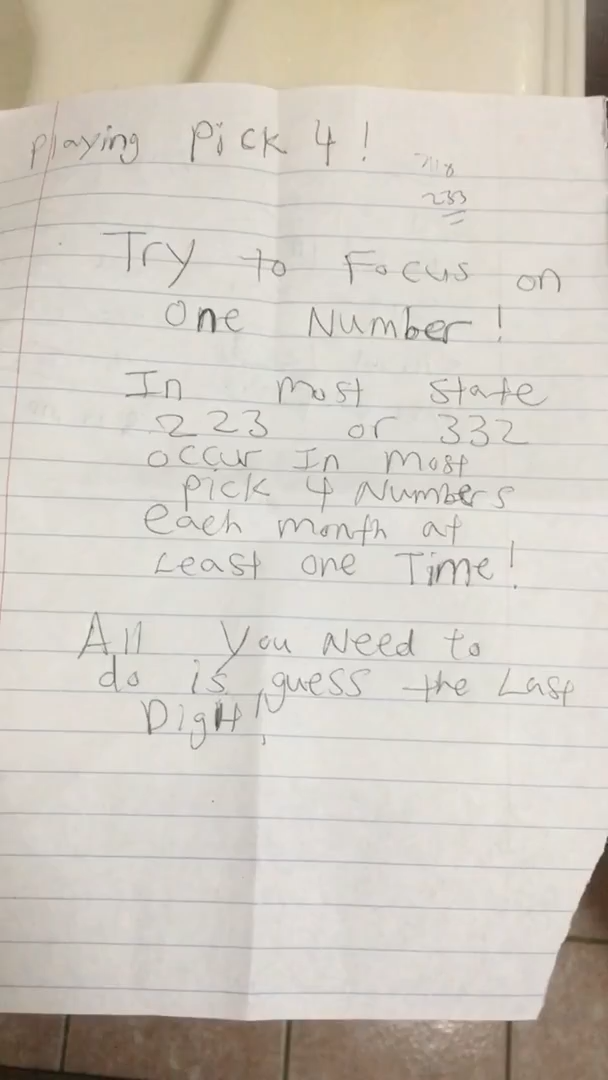 Playing Pick 4!
233
Try to Focus on
One Number!
In most state
223 or 332
occur In most
pick 4 Numbers
each month at
Least one Time!
All You Need to
do is guess the Last
Digit!